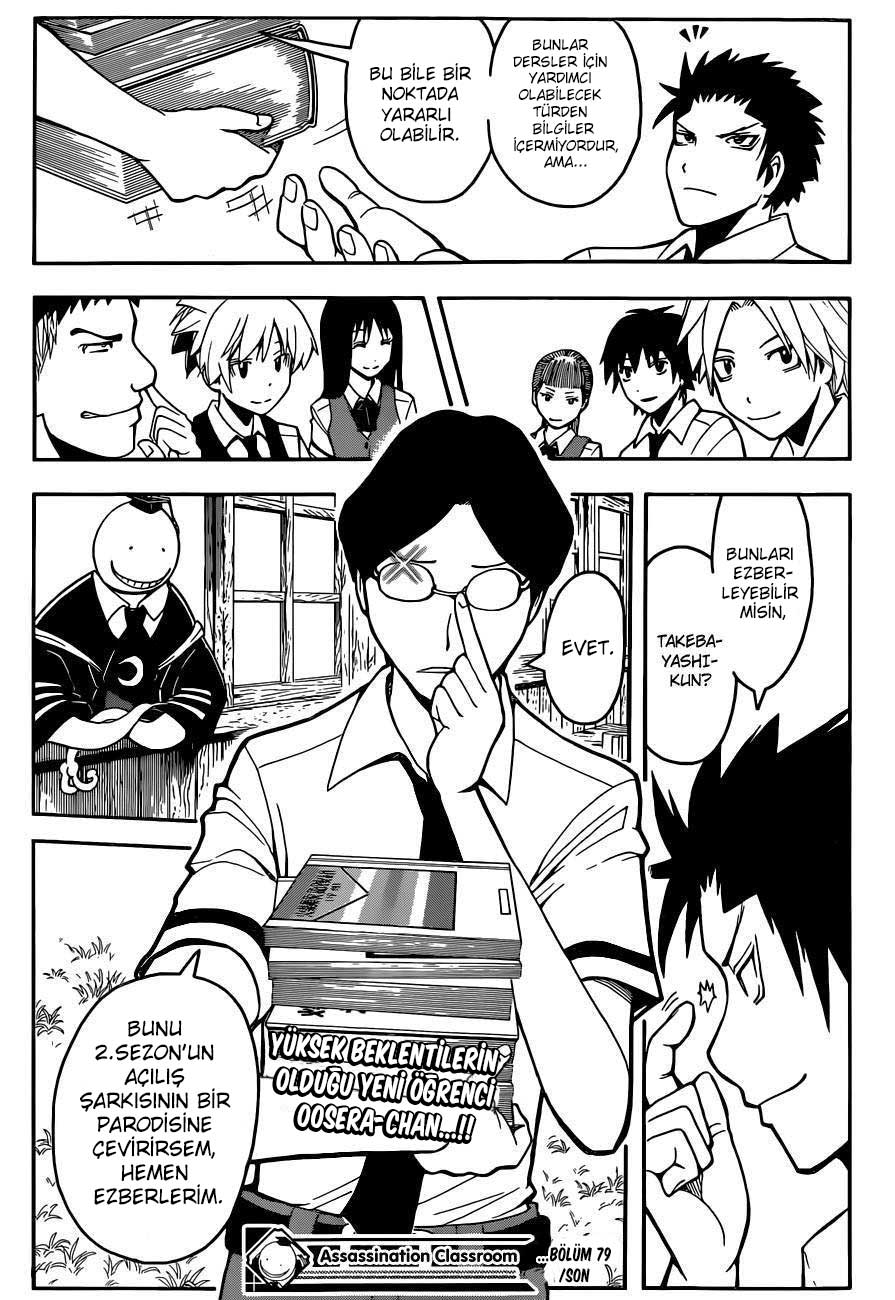 BUNLAR
DERSLER İÇİN
YARDIMCI
OLABİLECEK
TÜRDEN
BİLGİLER
İÇERMİYORDUR,
AMA...
BU BİLE BİR
NOKTADA
YARARLI
OLABİLİR.
BUNLARI
EZBER-
LEYEBİLİR
MİSİN,
TAKEBA-
YASHİ-
KUN?
EVET.
BUNU
2.SEZON'UN
AÇILIŞ
ŞARKISININ BİR
PARODİSİNE
ÇEVİRİRSEM,
HEMEN
EZBERLERİM.
YÜKSEK BEKLENTİLERİN
OLDUĞU YENİ ÖĞRENCİ
OOSERA-CHAN...!!
Assassination Classroom
...BÖLÜM 79
/SON